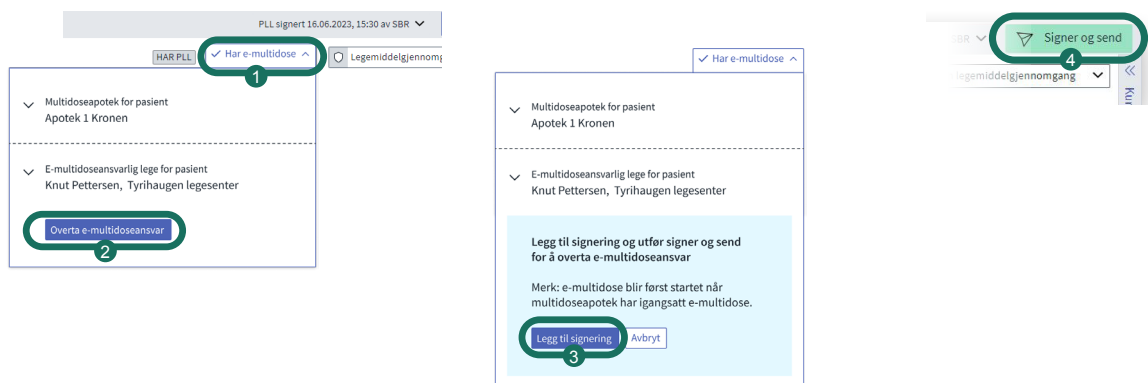 PLL signert 16.06.2023, 15:30 av SBR
HAR PLL
Har e-multidose
Legemiddelgjennomg
1
Multidoseapotek for pasient
Apotek 1 Kronen
E-multidoseansvarlig lege for pasient
Knut Pettersen, Tyrihaugen legesenter
Overta e-multidoseansvar
2
Har e-multidose
Multidoseapotek for pasient
Apotek 1 Kronen
E-multidoseansvarlig lege for pasient
Knut Pettersen, Tyrihaugen legesenter
Legg til signering og utfør signer og send
for å overta e-multidoseansvar
Merk: e-multidose blir først startet når
multidoseapotek har igangsatt e-multidose.
Legg til signering
Avbryt
3
SBR
Signer og send
4
legemiddelgjennomgang
Kur